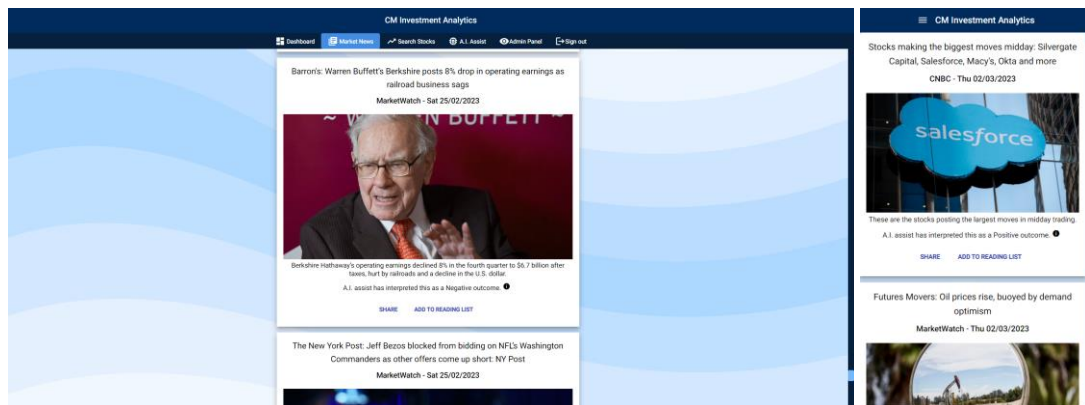 CM Investment Analytics
Dashboard
Market News
Search Stocks
A.I. Assist
Admin Panel
Sign out
Barron's: Warren Buffett's Berkshire posts 8% drop in operating earnings as
railroad business sags
MarketWatch - Sat 25/02/2023
Berkshire Hathaway's operating earnings declined 8% in the fourth quarter to $6.7 billion after
taxes, hurt by railroads and a decline in the U.S. dollar.
A.I. assist has interpreted this as a Negative outcome.
SHARE ADD TO READING LIST
The New York Post: Jeff Bezos blocked from bidding on NFL's Washington
Commanders as other offers come up short: NY Post
MarketWatch - Sat 25/02/2023
CM Investment Analytics
Stocks making the biggest moves midday: Silvergate
Capital, Salesforce, Macy's, Okta and more
CNBC - Thu 02/03/2023
salesforce
These are the stocks posting the largest moves in midday trading.
A.I. assist has interpreted this as a Positive outcome.
SHARE ADD TO READING LIST
Futures Movers: Oil prices rise, buoyed by demand
optimism
MarketWatch - Thu 02/03/2023